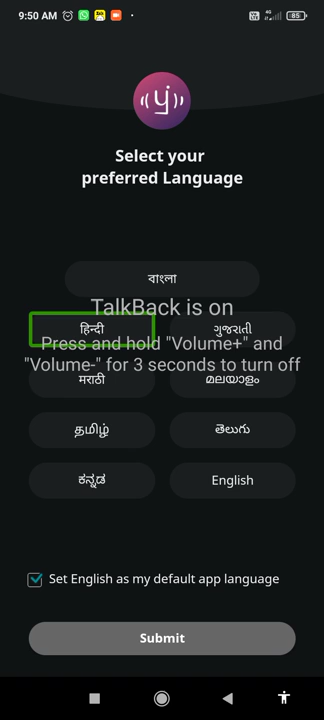 9:50 AM
85
Select your
preferred Language
বাংলা
TalkBack is on
हिन्दी
ગુજરાતી
Press and hold "Volume+" and
"Volume-" for 3 seconds to turn off
मराठी
മലയാളം
தமிழ்
తెలుగు
ಕನ್ನಡ
English
Set English as my default app language
Submit